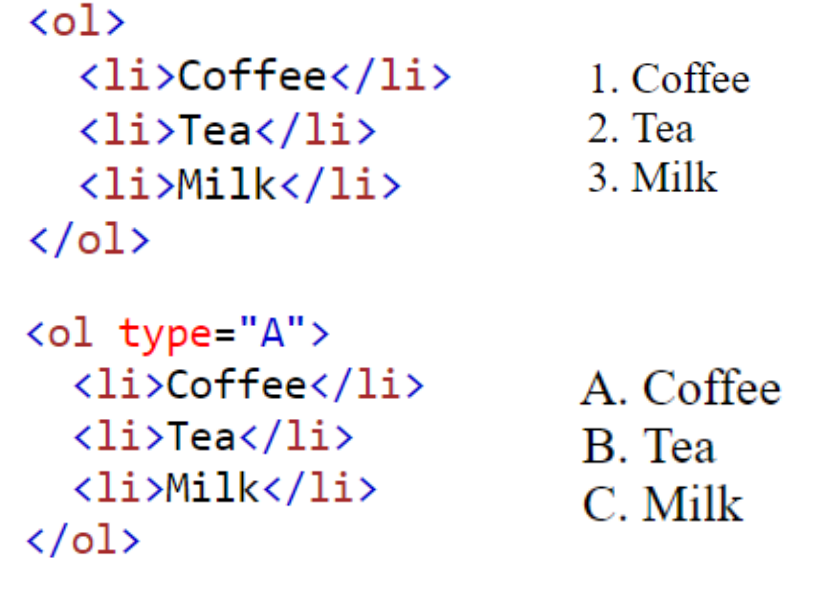 <ol>
<li>Coffee</li>
<li>Tea</li>
<li>Milk</li>
</ol>
1. Coffee
2. Tea
3. Milk
<ol type="A">
<li>Coffee</li>
<li>Tea</li>
<li>Milk</li>
</ol>
A. Coffee
B. Tea
C. Milk